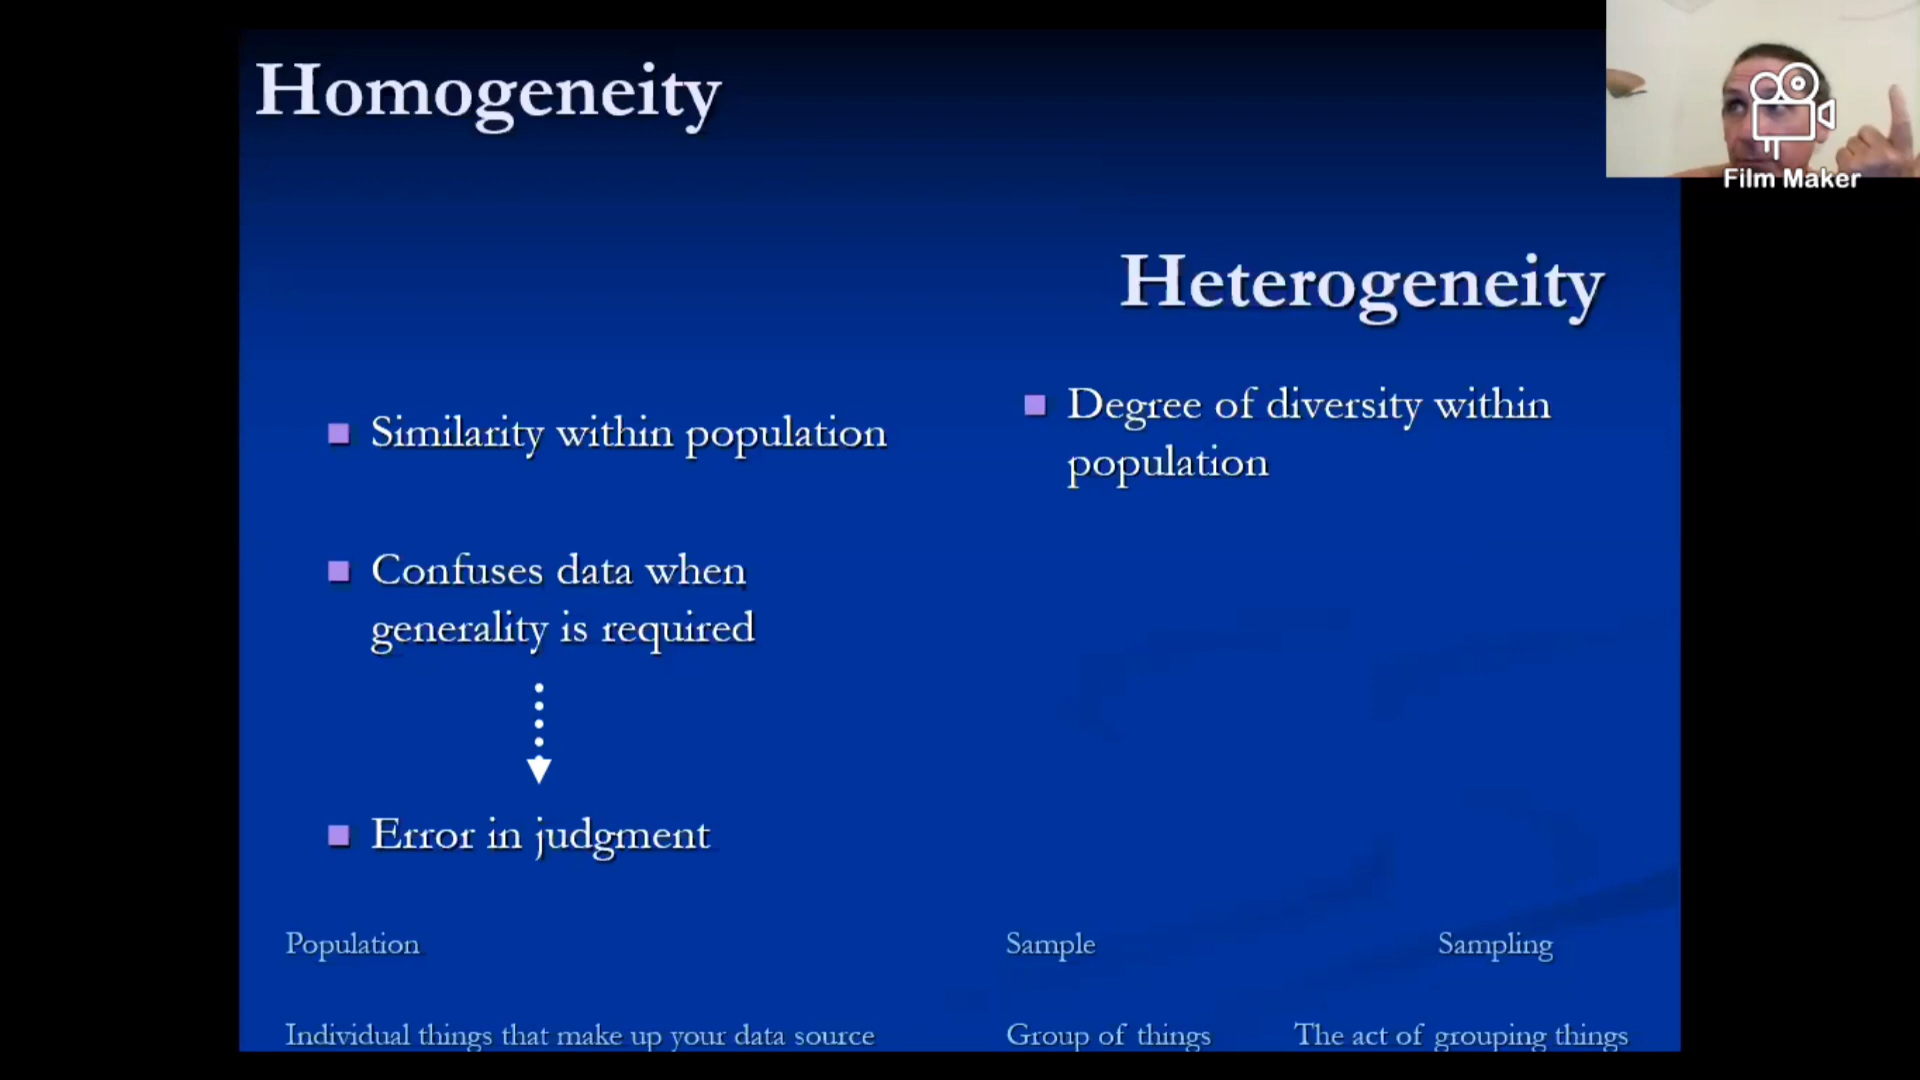 Homogeneity
Film Maker
Heterogeneity
Similarity within population
Degree of diversity within
population
Confuses data when
generality is required
Error in judgment
Population
Sample
Sampling
Individual things that make up your data source
Group of things
The act of grouping things